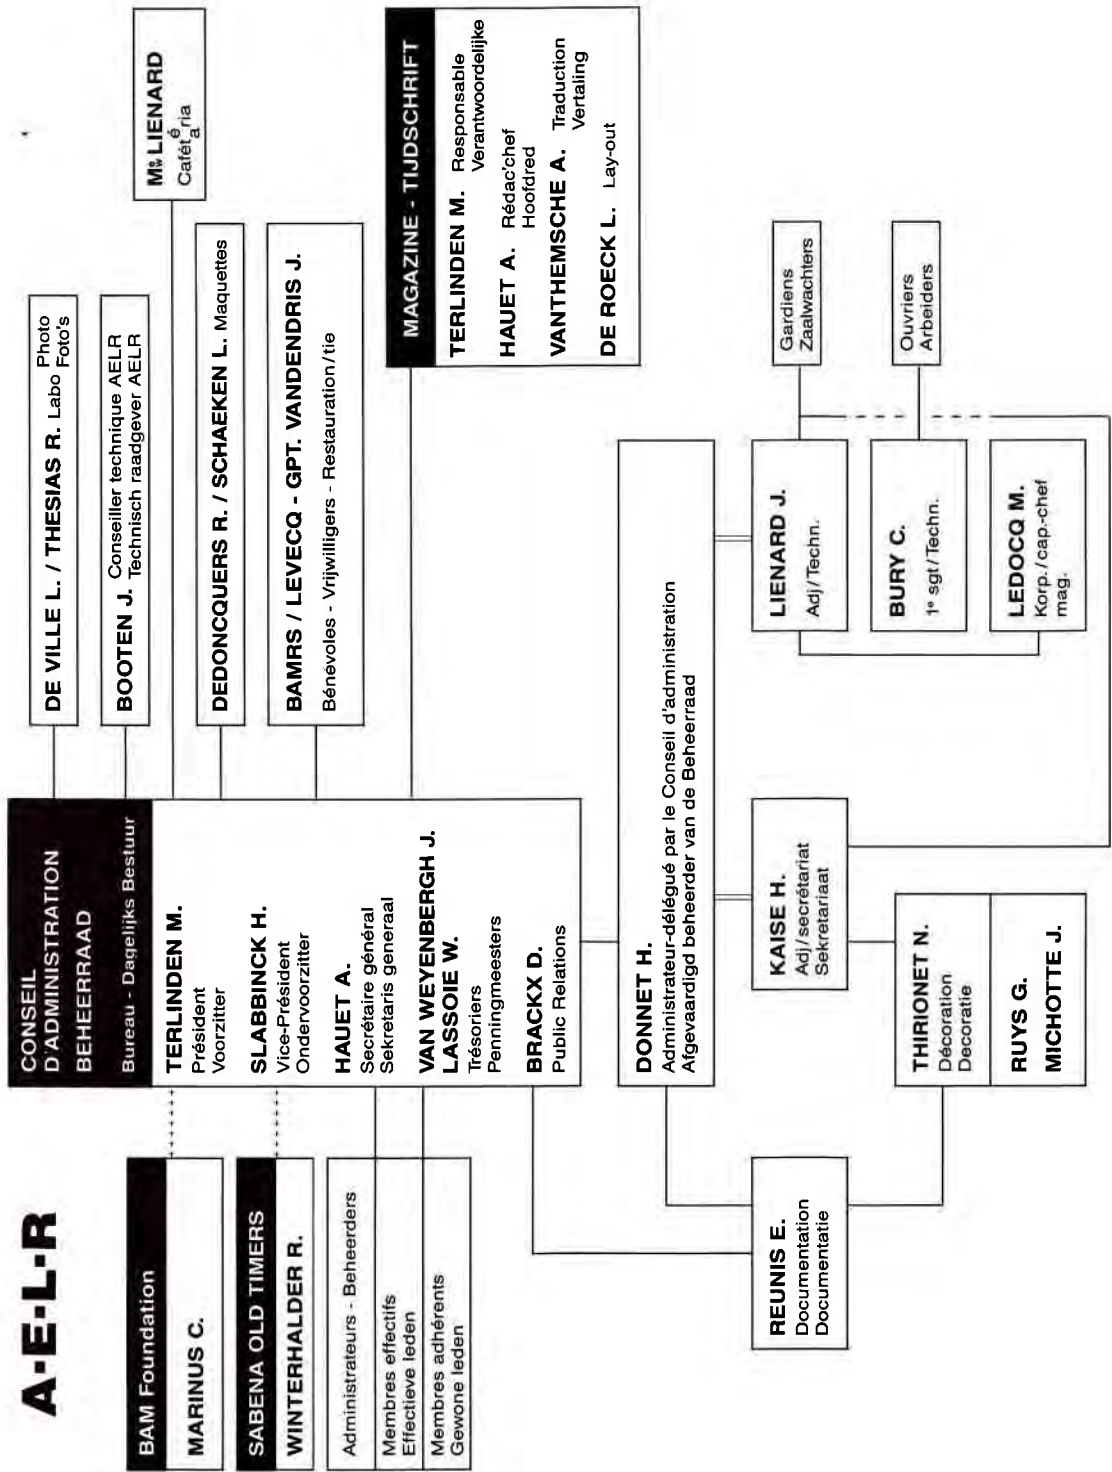 A·E·L·R
BAM Foundation
MARINUS C.
SABENA OLD TIMERS
WINTERHALDER R.
Administrateurs - Beheerders
Membres effectifs
Effectieve leden
Membres adhérents
Gewone leden
CONSEIL
D'ADMINISTRATION
BEHEERRAAD
Bureau - Dagelijks Bestuur
TERLINDEN M.
Président
Voorzitter
SLABBINCK H.
Vice-Président
Ondervoorzitter
HAUET A.
Secrétaire général
Sekretaris generaal
VAN WEYENBERGH J.
LASSOIE W.
Trésoriers
Penningmeesters
BRACKX D.
Public Relations
DE VILLE L. / THESIAS R. Labo Photo
Foto's
BOOTEN J. Conseiller technique AELR
Technisch raadgever AELR
LIENARD
Cafétéria
a
DEDONCQUERS R. / SCHAEKEN L. Maquettes
BAMRS / LEVECQ - GPT. VANDENDRIS J.
Bénévoles - Vrijwilligers - Restauration/tie
MAGAZINE - TIJDSCHRIFT
TERLINDEN M. Responsable
Verantwoordelijke
HAUET A. Rédac'chef
Hoofdred
VANTHEMSCHE A. Traduction
Vertaling
DE ROECK L. Lay-out
DONNET H.
Administrateur-délégué par le Conseil d'administration
Afgevaardigd beheerder van de Beheerraad
REUNIS E.
Documentation
Documentatie
KAISE H.
Adj/secrétariat
Sekretariaat
THIRIONET N.
Décoration
Decoratie
RUYS G.
MICHOTTE J.
LIENARD J.
Adj/Techn.
BURY C.
1e sgt/Techn.
LEDOCQ M.
Korp./cap.-chef
mag.
Gardiens
Zaalwachters
Ouvriers
Arbeiders